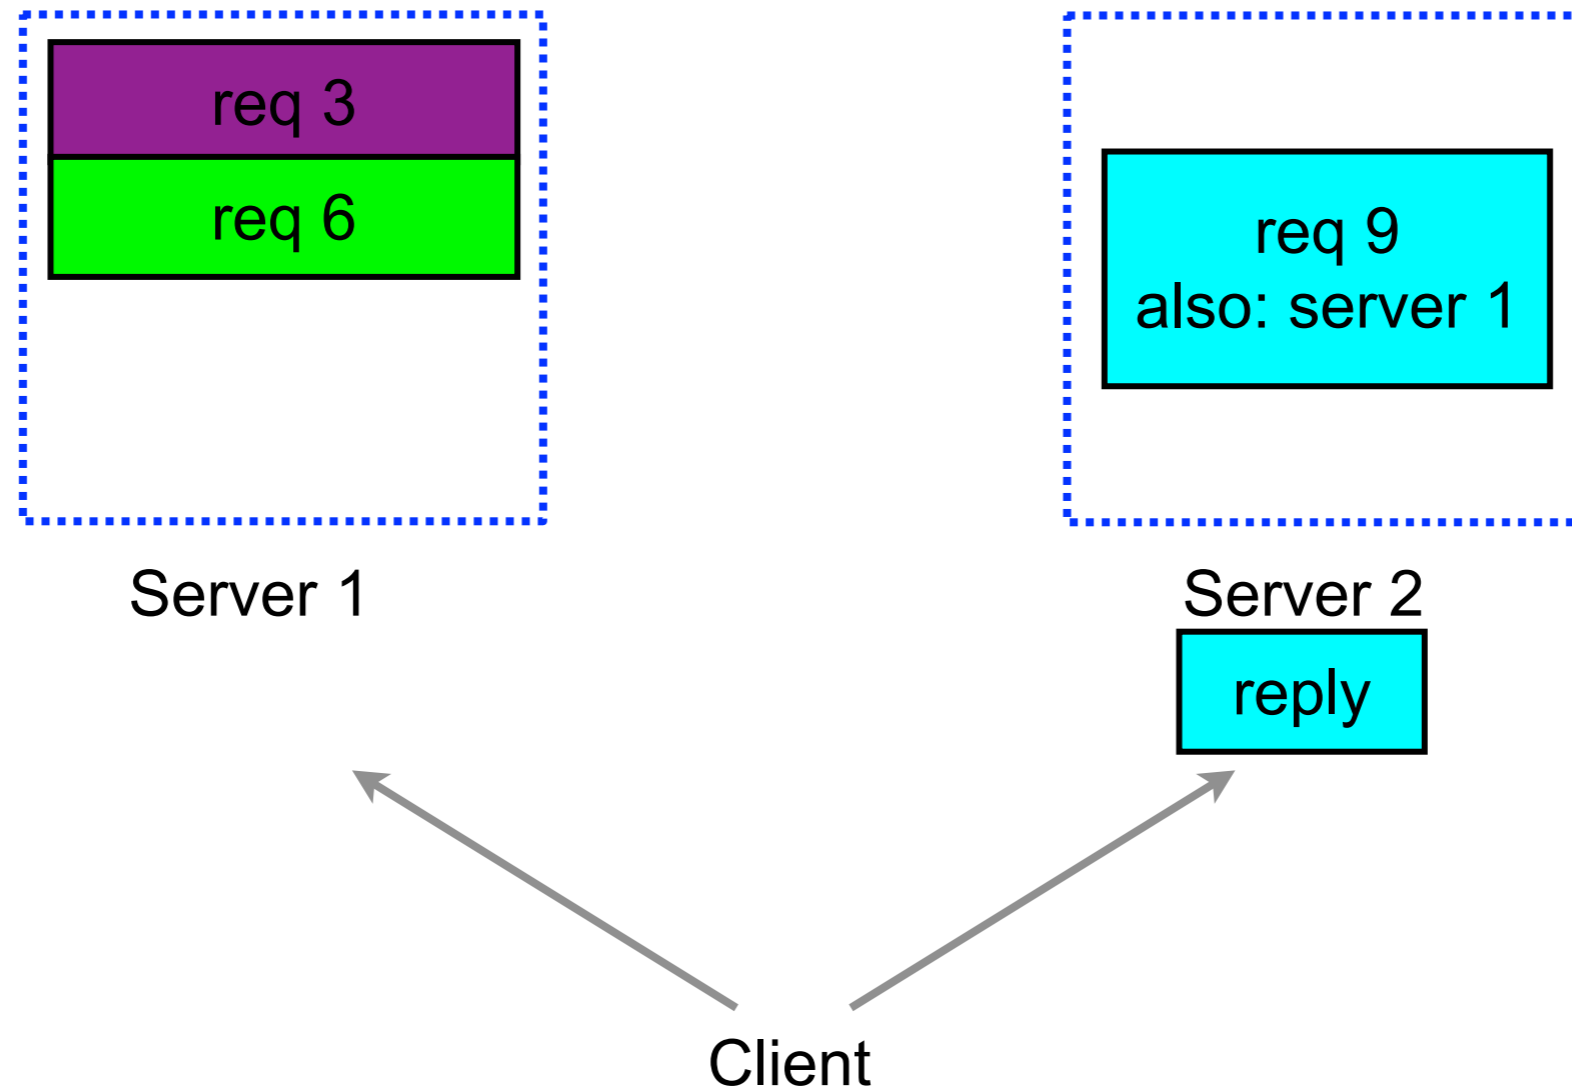 req 3
req 6
req 9
also: server 1
Server 1
Server 2
reply
Client